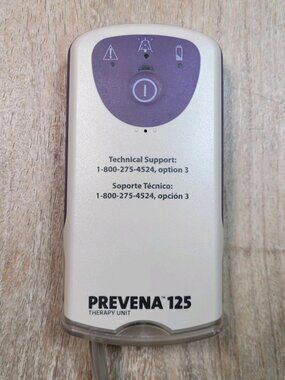 Technical Support:
1-800-275-4524, option 3
Soporte Técnico:
1-800-275-4524, opción 3
PREVENA™ 125
THERAPY UNIT